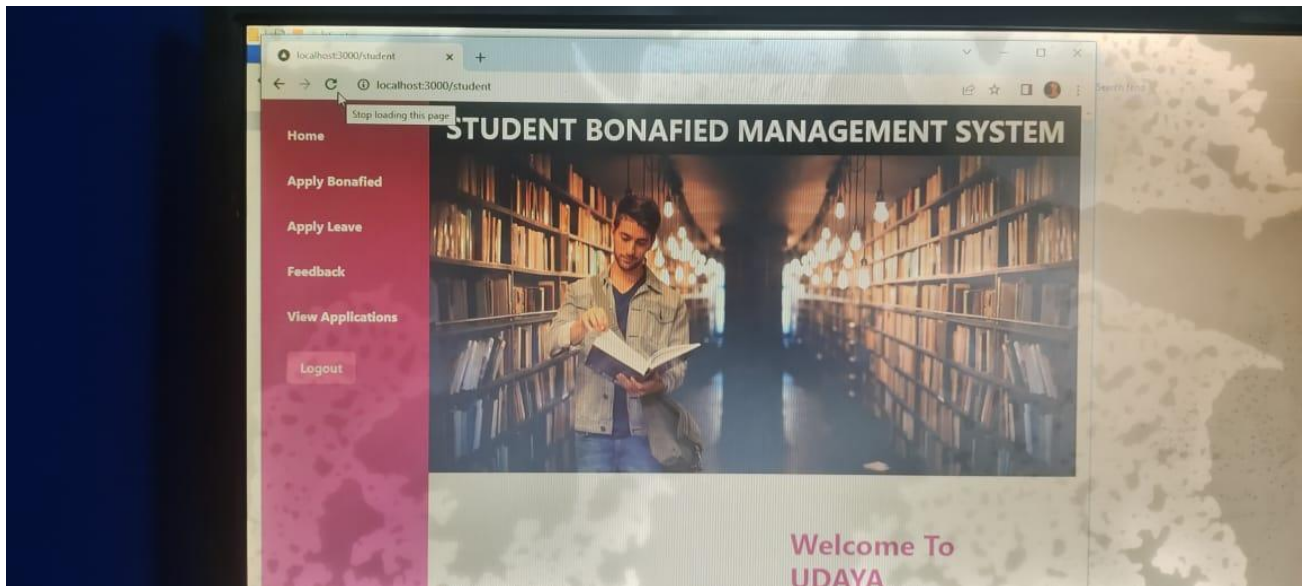 localhost:3000/student
localhost:3000/student
Stop loading this page
STUDENT BONAFIED MANAGEMENT SYSTEM
Home
Apply Bonafied
Apply Leave
Feedback
View Applications
Logout
Welcome To
UDAYA